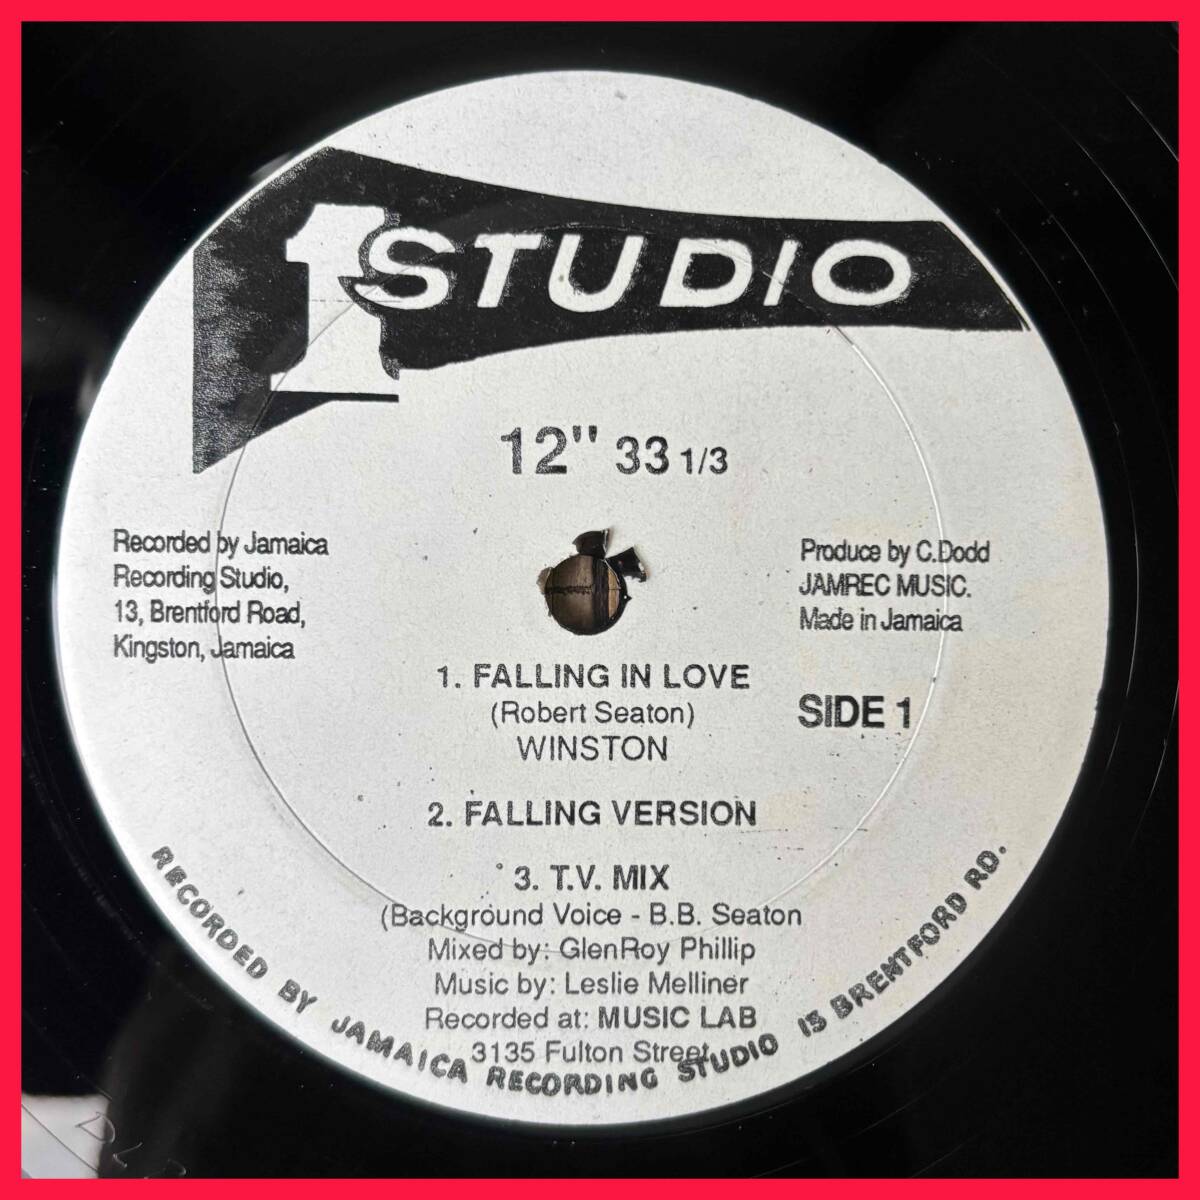 1 STUDIO
12" 33 1/3
Recorded by Jamaica
Recording Studio,
13, Brentford Road,
Kingston, Jamaica
Produce by C.Dodd
JAMREC MUSIC.
Made in Jamaica
SIDE 1
1. FALLING IN LOVE
(Robert Seaton)
WINSTON
2. FALLING VERSION
3. T.V. MIX
(Background Voice - B.B. Seaton
Mixed by: GlenRoy Phillip
Music by: Leslie Melliner
Recorded at: MUSIC LAB
3135 Fulton Street
RECORDED BY JAMAICA RECORDING STUDIO 13 BRENTFORD RD.